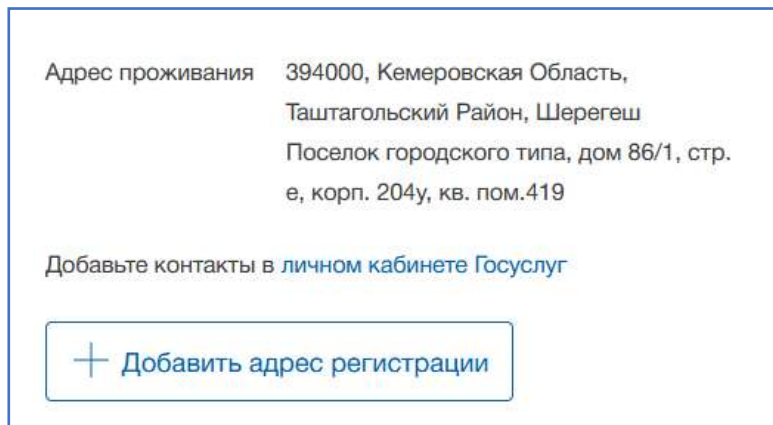 Адрес проживания 394000, Кемеровская Область,
Таштагольский Район, Шерегеш
Поселок городского типа, дом 86/1, стр.
е, корп. 204у, кв. пом.419
Добавьте контакты в личном кабинете Госуслуг
Добавить адрес регистрации